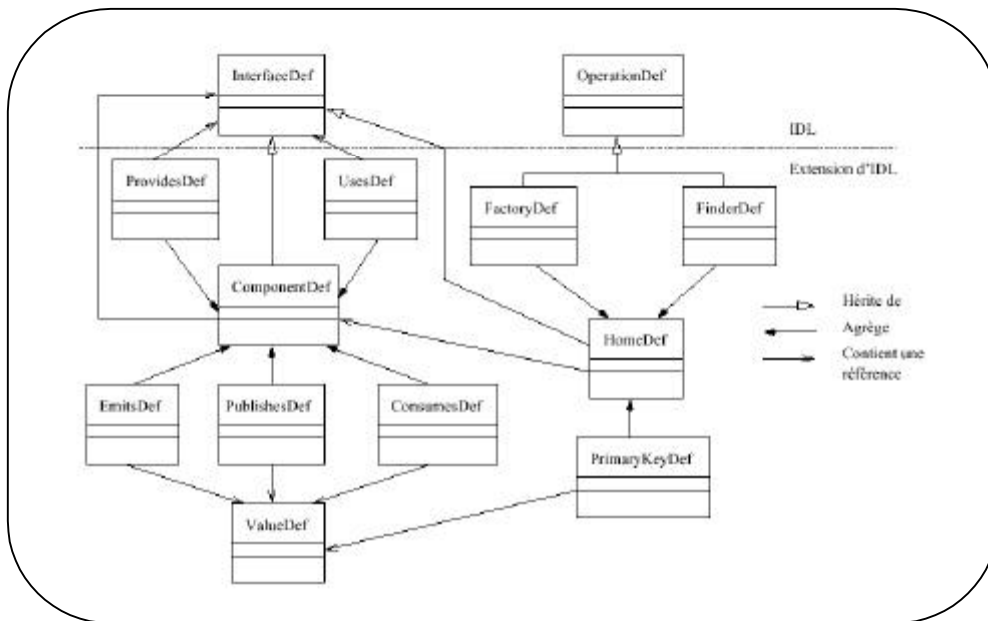 InterfaceDef
OperationDef
IDL
Extension d'IDL
ProvidesDef
UsesDef
FactoryDef
FinderDef
ComponentDef
HomeDef
Hérite de
Agrège
Contient une
référence
EmitsDef
PublishesDef
ConsumesDef
PrimaryKeyDef
ValueDef